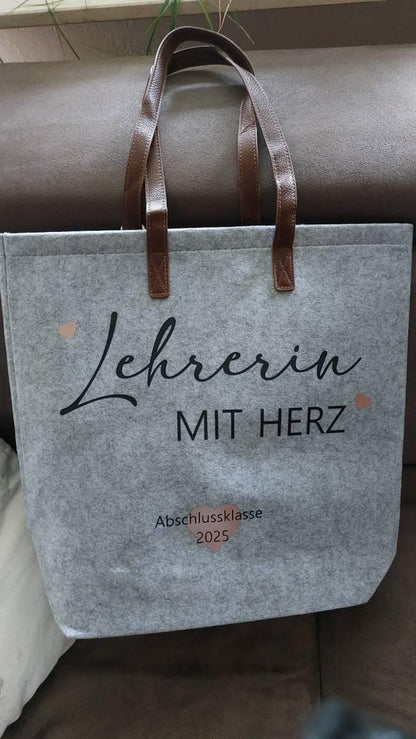 Lehrerin
MIT HERZ
Abschlussklasse
2025